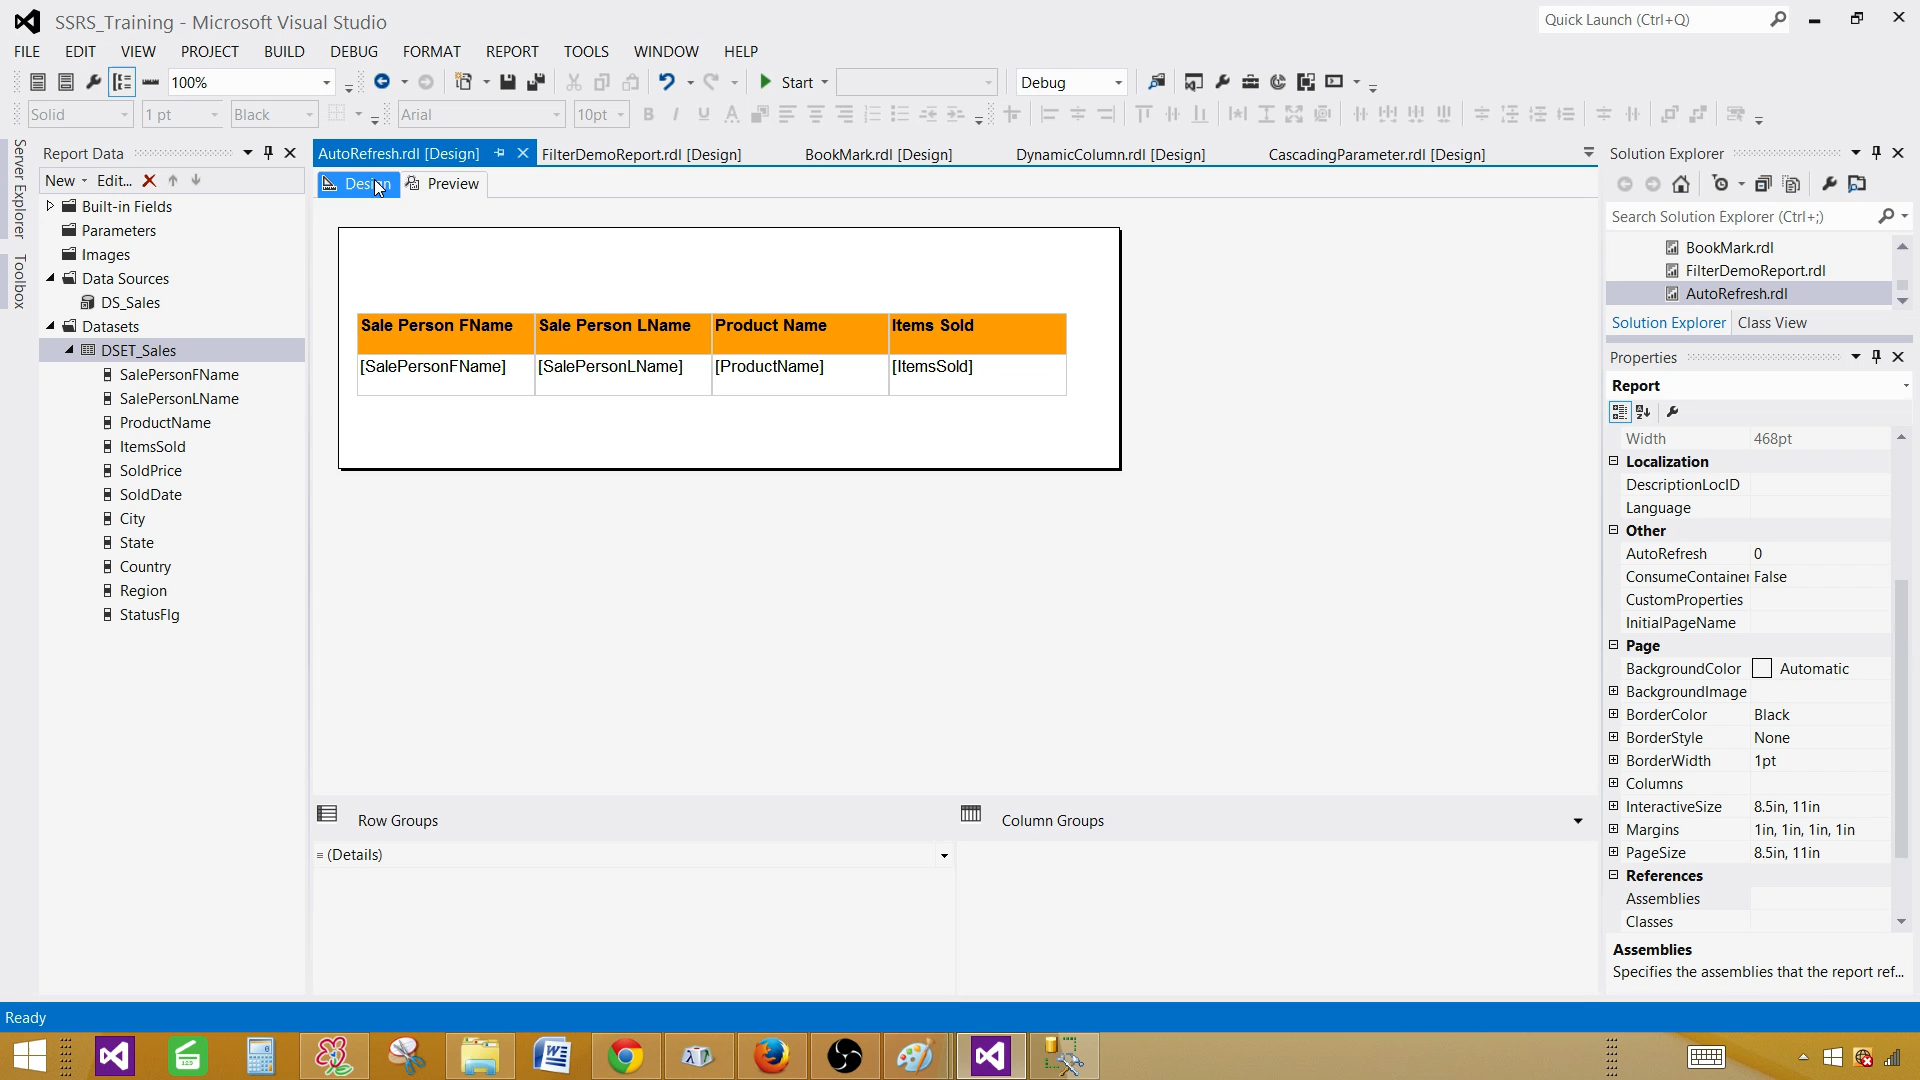 SSRS_Training - Microsoft Visual Studio
Quick Launch (Ctrl+Q)
FILE EDIT VIEW PROJECT BUILD DEBUG FORMAT REPORT TOOLS WINDOW HELP
100% Start Debug
Solid 1 pt Black Arial 10pt
Server Explorer
Toolbox
Report Data
New Edit...
Built-in Fields
Parameters
Images
Data Sources
DS_Sales
Datasets
DSET_Sales
SalePersonFName
SalePersonLName
ProductName
ItemsSold
SoldPrice
SoldDate
City
State
Country
Region
StatusFlg
AutoRefresh.rdl [Design] FilterDemoReport.rdl [Design] BookMark.rdl [Design] DynamicColumn.rdl [Design] CascadingParameter.rdl [Design]
Design Preview
Sale Person FName Sale Person LName Product Name Items Sold
[SalePersonFName] [SalePersonLName] [ProductName] [ItemsSold]
Row Groups Column Groups
(Details)
Solution Explorer
Search Solution Explorer (Ctrl+;)
BookMark.rdl
FilterDemoReport.rdl
AutoRefresh.rdl
Solution Explorer Class View
Properties
Report
Width 468pt
Localization
DescriptionLocID
Language
Other
AutoRefresh 0
ConsumeContainer False
CustomProperties
InitialPageName
Page
BackgroundColor Automatic
BackgroundImage
BorderColor Black
BorderStyle None
BorderWidth 1pt
Columns
InteractiveSize 8.5in, 11in
Margins 1in, 1in, 1in, 1in
PageSize 8.5in, 11in
References
Assemblies
Classes
Assemblies
Specifies the assemblies that the report ref...
Ready